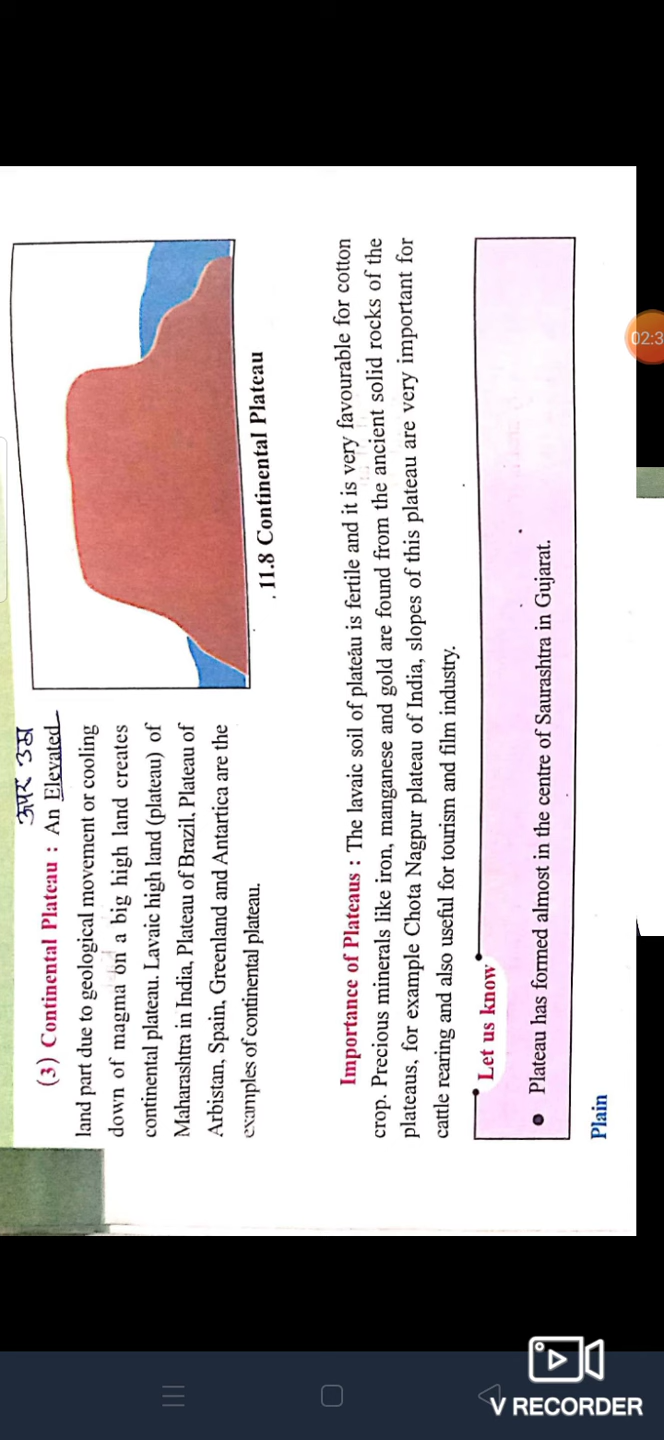 ऊपर उठा
(3) Continental Plateau : An Elevated
land part due to geological movement or cooling
down of magma on a big high land creates
continental plateau. Lavaic high land (plateau) of
Maharashtra in India, Plateau of Brazil, Plateau of
Arbistan, Spain, Greenland and Antartica are the
examples of continental plateau.
11.8 Continental Plateau
Importance of Plateaus : The lavaic soil of plateau is fertile and it is very favourable for cotton
crop. Precious minerals like iron, manganese and gold are found from the ancient solid rocks of the
plateaus, for example Chota Nagpur plateau of India, slopes of this plateau are very important for
cattle rearing and also useful for tourism and film industry.
Let us know
● Plateau has formed almost in the centre of Saurashtra in Gujarat.
Plain
02:3
V RECORDER